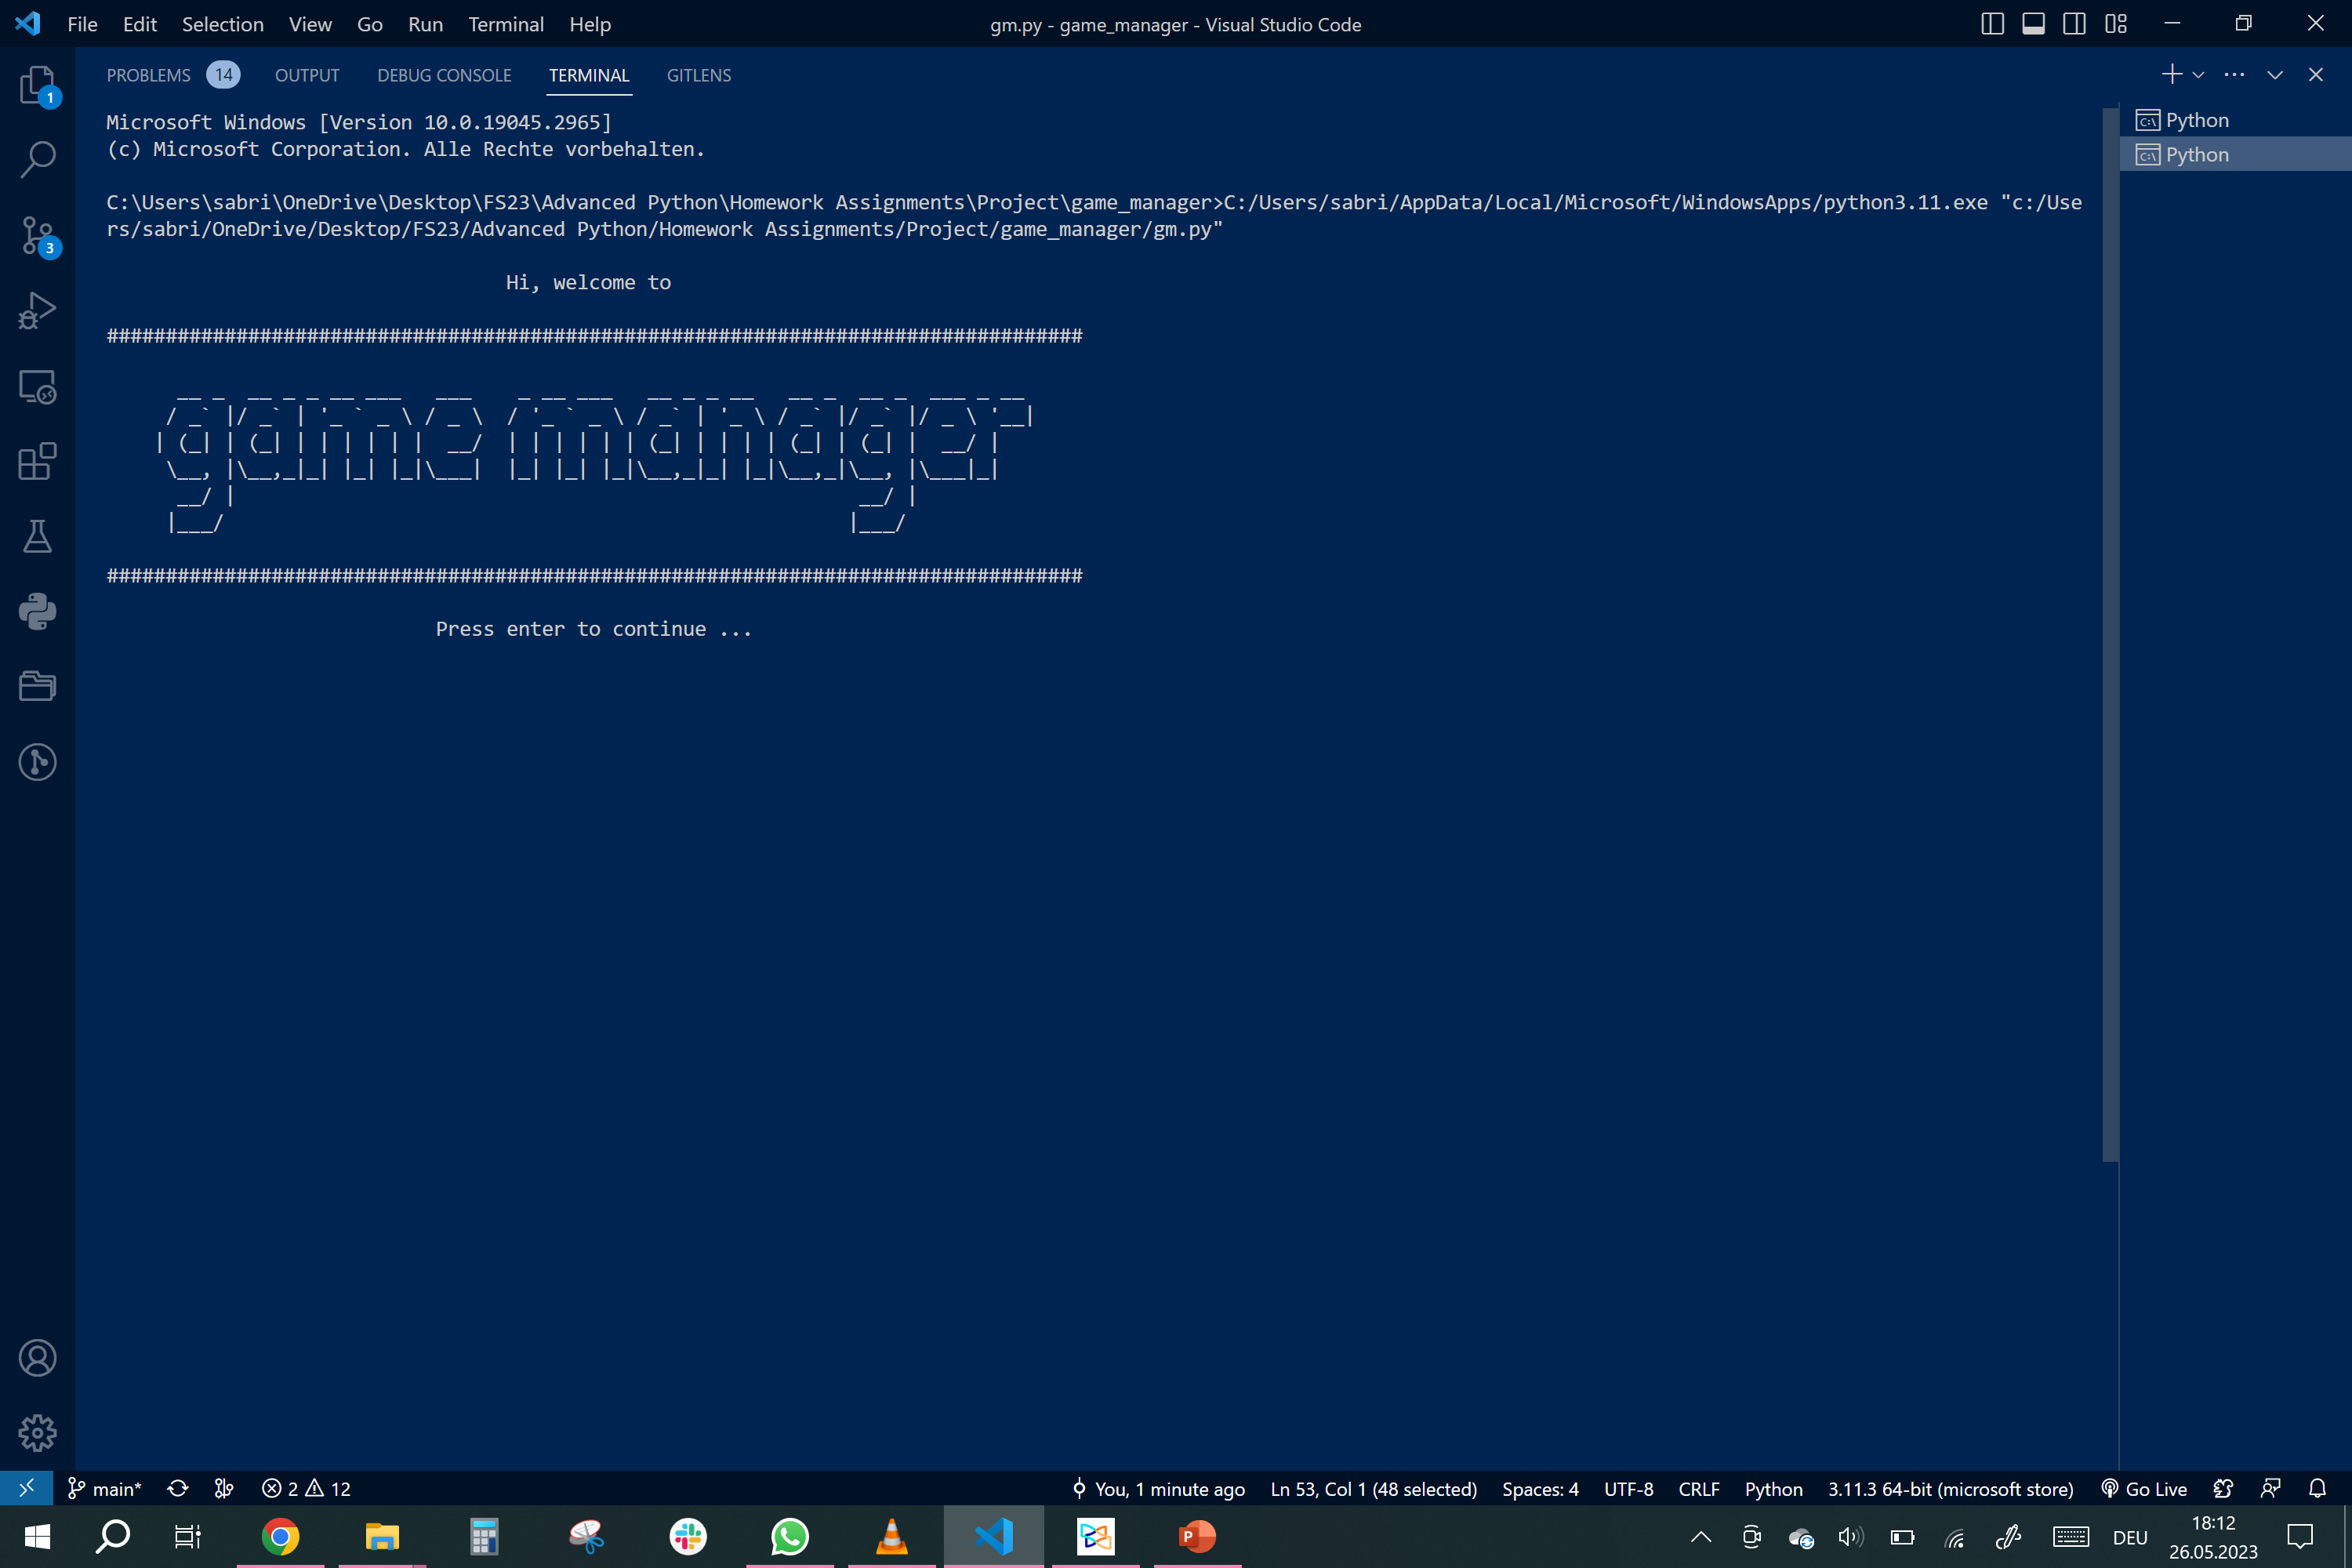 File Edit Selection View Go Run Terminal Help gm.py - game_manager - Visual Studio Code
PROBLEMS 14 OUTPUT DEBUG CONSOLE TERMINAL GITLENS
1
3
Python
Python
Microsoft Windows [Version 10.0.19045.2965]
(c) Microsoft Corporation. Alle Rechte vorbehalten.
C:\Users\sabri\OneDrive\Desktop\FS23\Advanced Python\Homework Assignments\Project\game_manager>C:/Users/sabri/AppData/Local/Microsoft/WindowsApps/python3.11.exe "c:/Use
rs/sabri/OneDrive/Desktop/FS23/Advanced Python/Homework Assignments/Project/game_manager/gm.py"
Hi, welcome to
###################################################################################
game manager
###################################################################################
Press enter to continue ...
main* 2 12 You, 1 minute ago Ln 53, Col 1 (48 selected) Spaces: 4 UTF-8 CRLF Python 3.11.3 64-bit (microsoft store) Go Live
DEU 18:12
26.05.2023